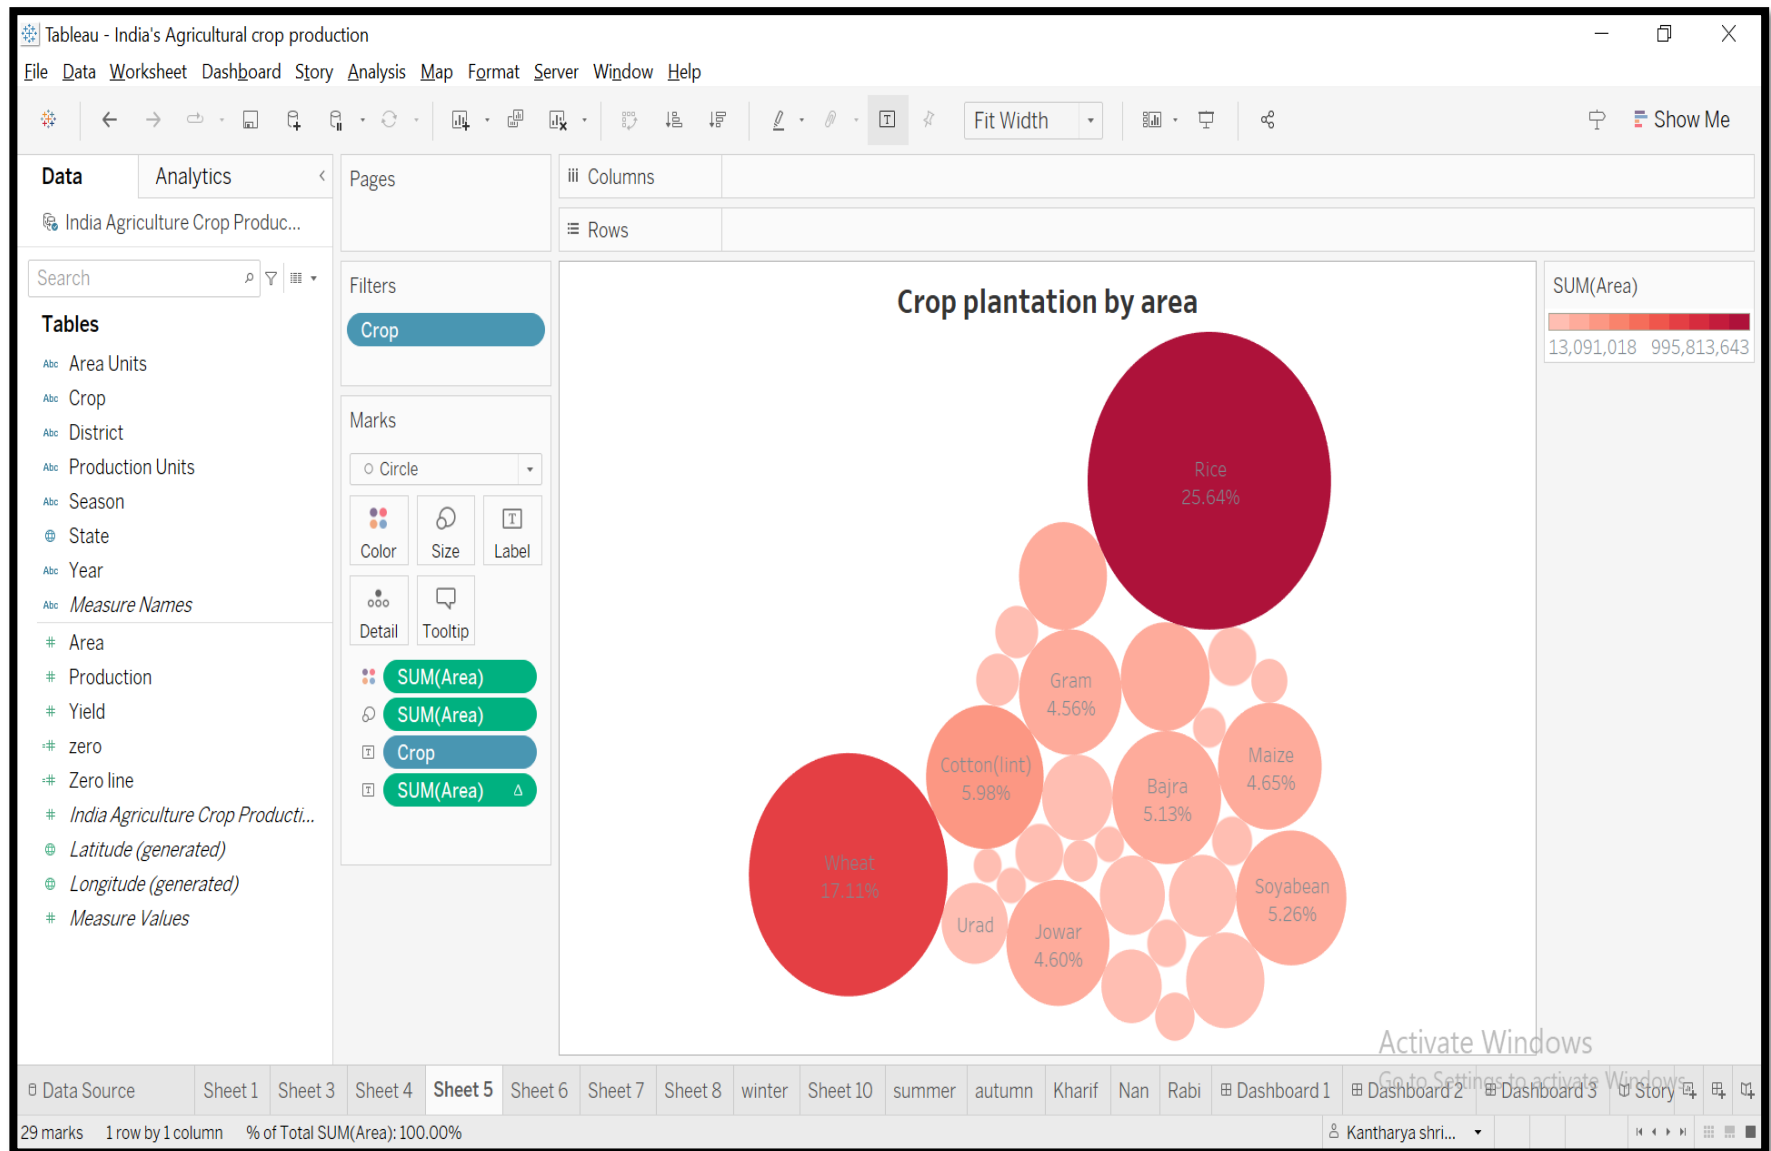 Tableau - India's Agricultural crop production
File Data Worksheet Dashboard Story Analysis Map Format Server Window Help
Fit Width
Show Me
Data Analytics
India Agriculture Crop Produc...
Search
Tables
Abc Area Units
Abc Crop
Abc District
Abc Production Units
Abc Season
State
Abc Year
Abc Measure Names
# Area
# Production
# Yield
=# zero
=# Zero line
# India Agriculture Crop Producti...
Latitude (generated)
Longitude (generated)
# Measure Values
Pages
Filters
Crop
Marks
Circle
Color Size Label
Detail Tooltip
SUM(Area)
SUM(Area)
Crop
SUM(Area) Δ
iii Columns
Rows
Crop plantation by area
Rice
25.64%
Gram
4.56%
Cotton(lint)
5.98%
Maize
4.65%
Bajra
5.13%
Wheat
17.11%
Soyabean
5.26%
Urad
Jowar
4.60%
SUM(Area)
13,091,018 995,813,643
Activate Windows
Go to Settings to activate Windows.
Data Source Sheet 1 Sheet 3 Sheet 4 Sheet 5 Sheet 6 Sheet 7 Sheet 8 winter Sheet 10 summer autumn Kharif Nan Rabi Dashboard 1 Dashboard 2 Dashboard 3 Story
29 marks 1 row by 1 column % of Total SUM(Area): 100.00%
Kantharya shri...